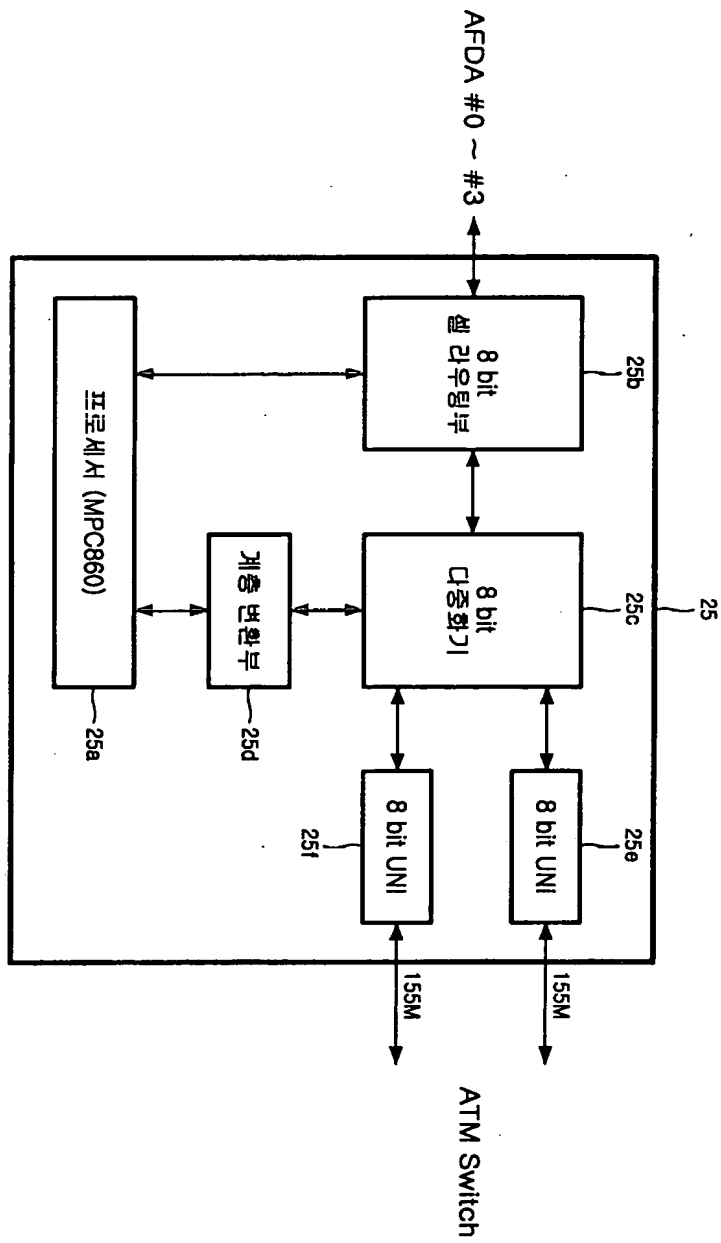 25
25b
25c
25e
AFDA #0 ~ #3
8 bit
셀 라우팅부
8 bit
다중화기
8 bit UNI
155M
ATM Switch
8 bit UNI
155M
25f
계층 변환부
25d
프로세서 (MPC860)
25a